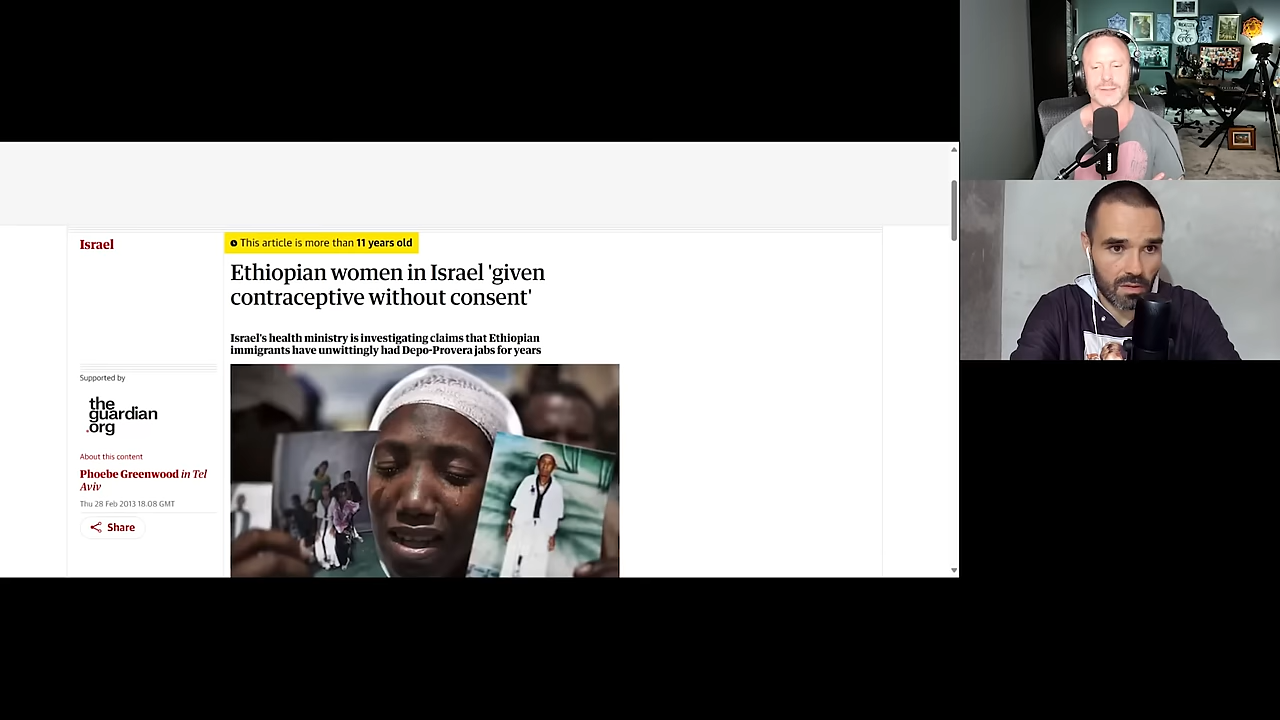 Israel
This article is more than 11 years old
Ethiopian women in Israel 'given
contraceptive without consent'
Israel's health ministry is investigating claims that Ethiopian
immigrants have unwittingly had Depo-Provera jabs for years
Supported by
the
guardian
.org
About this content
Phoebe Greenwood in Tel
Aviv
Thu 28 Feb 2013 18.08 GMT
Share